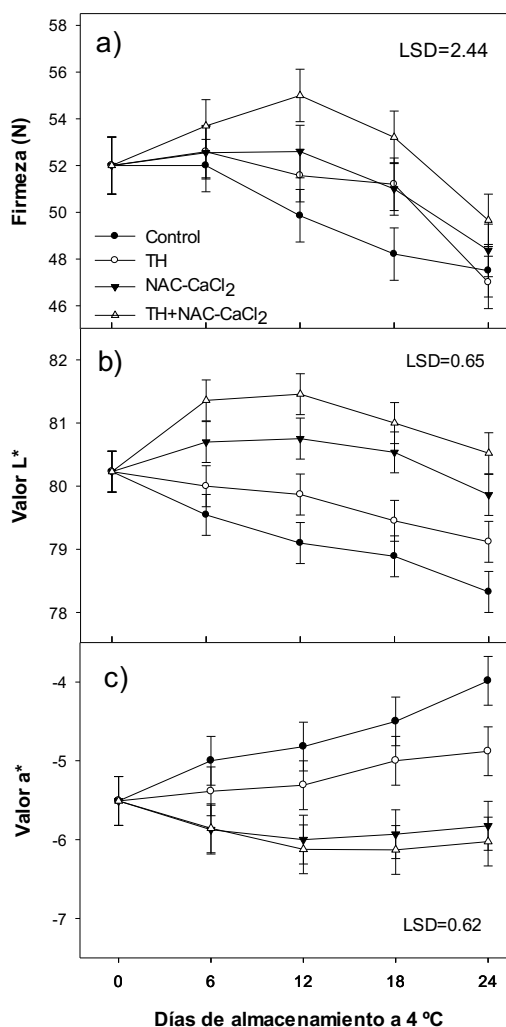 a)
LSD=2.44
Firmeza (N)
58
56
54
52
50
48
46
Control
TH
NAC-CaCl2
TH+NAC-CaCl2
b)
LSD=0.65
Valor L*
82
81
80
79
78
c)
Valor a*
-4
-5
-6
-7
LSD=0.62
0 6 12 18 24
Días de almacenamiento a 4 ºC